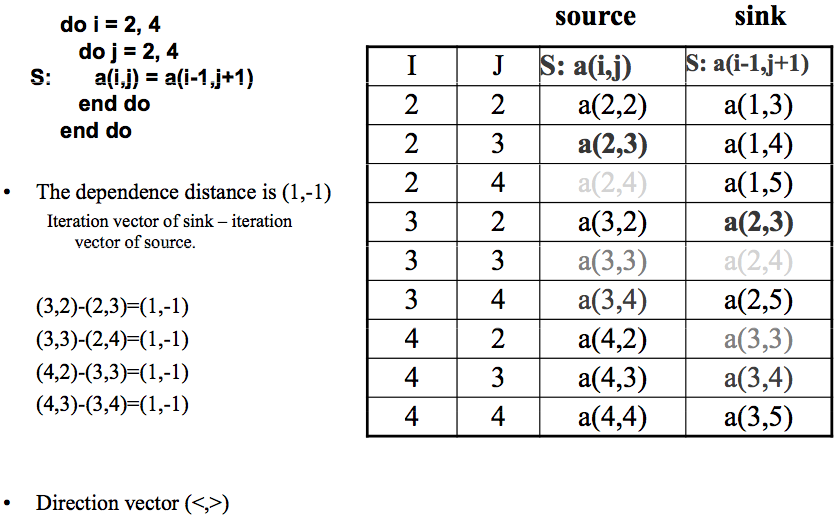 do i = 2, 4
do j = 2, 4
S: a(i,j) = a(i-1,j+1)
end do
end do
• The dependence distance is (1,-1)
Iteration vector of sink – iteration
vector of source.
(3,2)-(2,3)=(1,-1)
(3,3)-(2,4)=(1,-1)
(4,2)-(3,3)=(1,-1)
(4,3)-(3,4)=(1,-1)
• Direction vector (<,>)
source sink
I J S: a(i,j) S: a(i-1,j+1)
2 2 a(2,2) a(1,3)
2 3 a(2,3) a(1,4)
2 4 a(2,4) a(1,5)
3 2 a(3,2) a(2,3)
3 3 a(3,3) a(2,4)
3 4 a(3,4) a(2,5)
4 2 a(4,2) a(3,3)
4 3 a(4,3) a(3,4)
4 4 a(4,4) a(3,5)